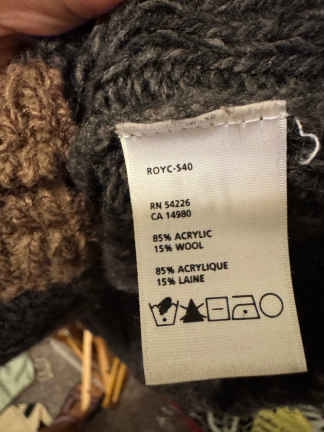 ROYC-S40
RN 54226
CA 14980
85% ACRYLIC
15% WOOL
85% ACRYLIQUE
15% LAINE